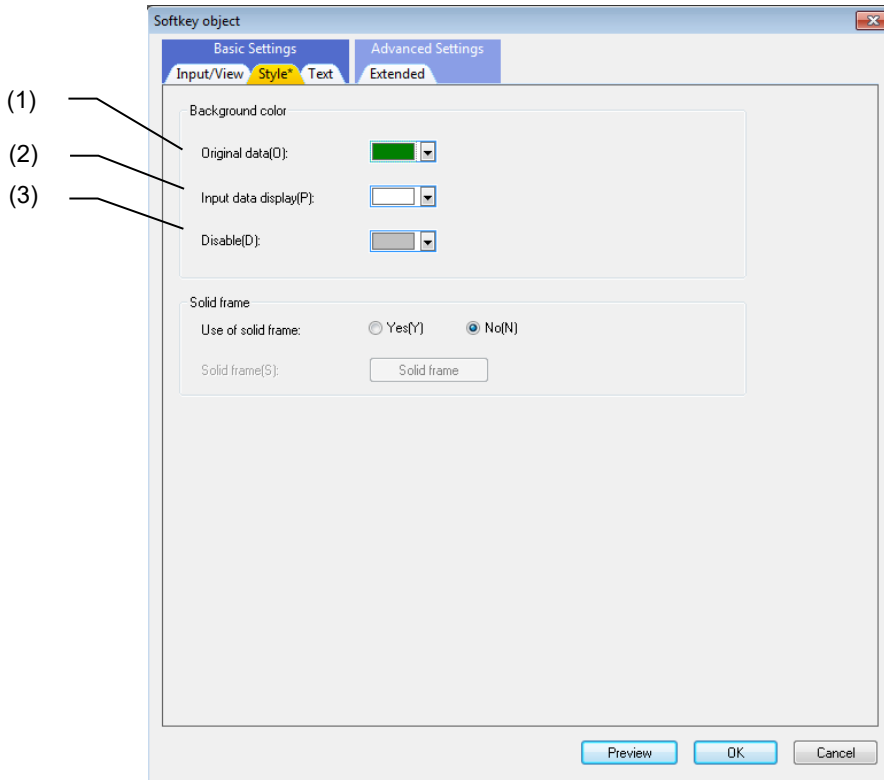 Softkey object
Basic Settings Advanced Settings
Input/View Style* Text Extended
Background color
(1) Original data(O):
(2) Input data display(P):
(3) Disable(D):
Solid frame
Use of solid frame: Yes(Y) No(N)
Solid frame(S): Solid frame
Preview OK Cancel